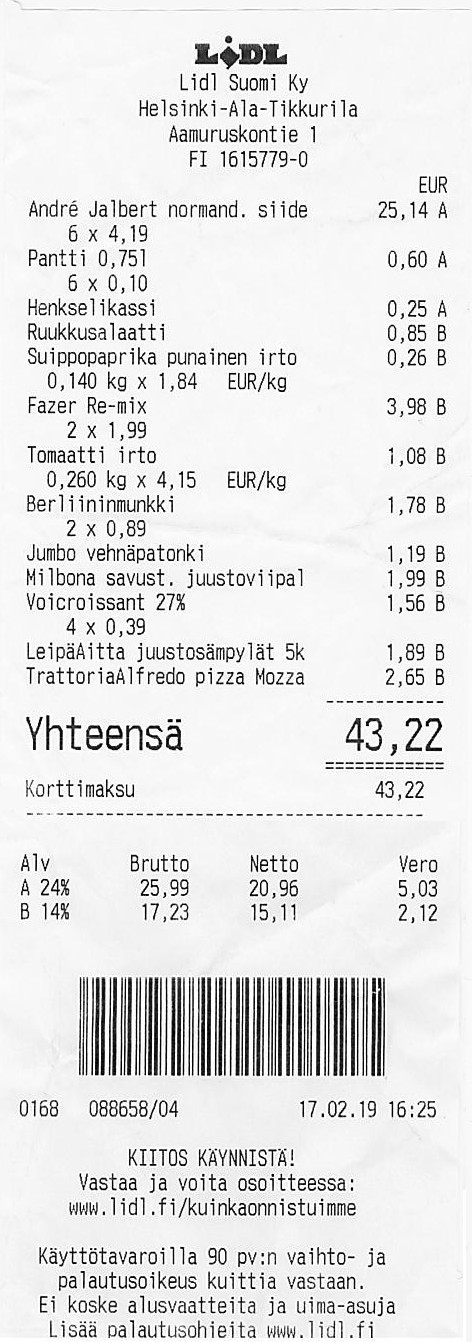 LIDL
Lidl Suomi Ky
Helsinki-Ala-Tikkurila
Aamuruskontie 1
FI 1615779-0
EUR
André Jalbert normand. siide 25,14 A
6 x 4,19
Pantti 0,75l 0,60 A
6 x 0,10
Henkselikassi 0,25 A
Ruukkusalaatti 0,85 B
Suippopaprika punainen irto 0,26 B
0,140 kg x 1,84 EUR/kg
Fazer Re-mix 3,98 B
2 x 1,99
Tomaatti irto 1,08 B
0,260 kg x 4,15 EUR/kg
Berliininmunkki 1,78 B
2 x 0,89
Jumbo vehnäpatonki 1,19 B
Milbona savust. juustoviipal 1,99 B
Voicroissant 27% 1,56 B
4 x 0,39
LeipäAitta juustosämpylät 5k 1,89 B
TrattoriaAlfredo pizza Mozza 2,65 B
------------
Yhteensä 43,22
============
Korttimaksu 43,22
----------------------------------------
Alv Brutto Netto Vero
A 24% 25,99 20,96 5,03
B 14% 17,23 15,11 2,12
0168 088658/04 17.02.19 16:25
KIITOS KÄYNNISTÄ!
Vastaa ja voita osoitteessa:
www.lidl.fi/kuinkaonnistuimme
Käyttötavaroilla 90 pv:n vaihto- ja
palautusoikeus kuittia vastaan.
Ei koske alusvaatteita ja uima-asuja
Lisää palautusohjeita www.lidl.fi